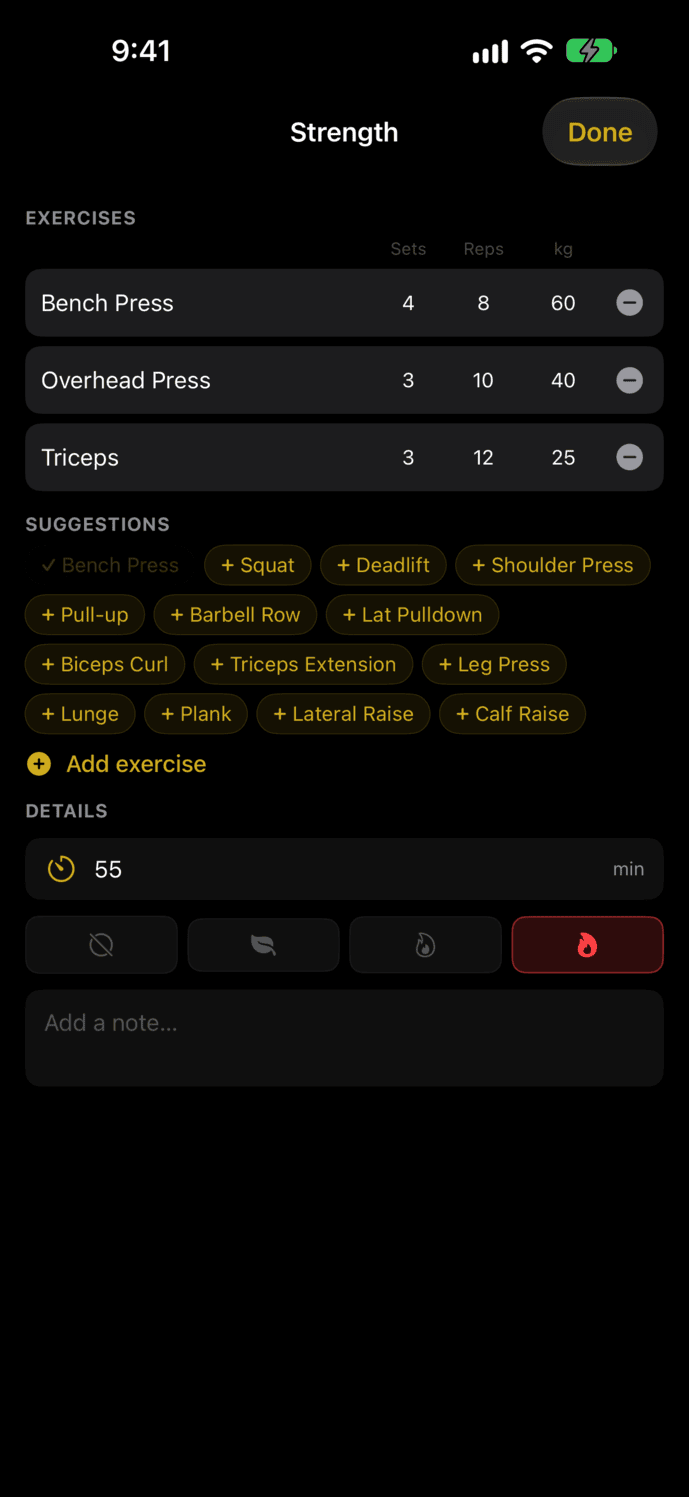 9:41
Strength
Done
EXERCISES
Sets Reps kg
Bench Press 4 8 60
Overhead Press 3 10 40
Triceps 3 12 25
SUGGESTIONS
✓ Bench Press + Squat + Deadlift + Shoulder Press
+ Pull-up + Barbell Row + Lat Pulldown
+ Biceps Curl + Triceps Extension + Leg Press
+ Lunge + Plank + Lateral Raise + Calf Raise
+ Add exercise
DETAILS
55 min
Add a note...